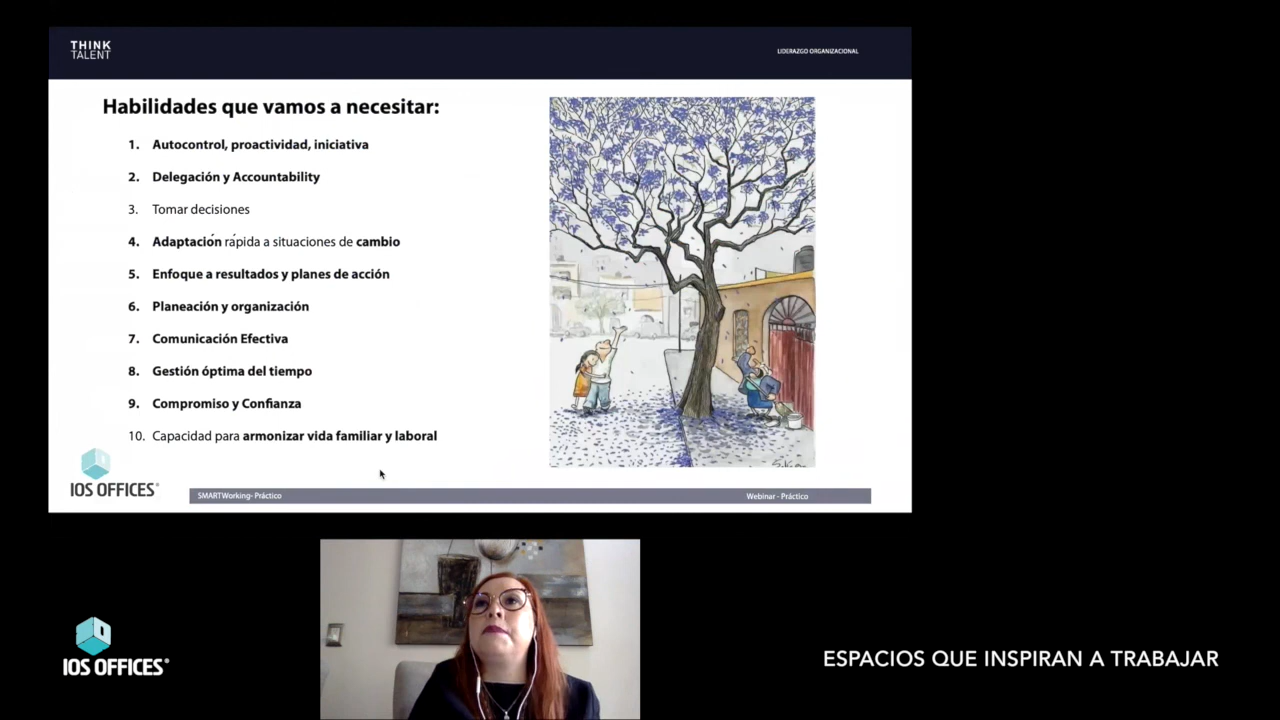 THINK
TALENT
LIDERAZGO ORGANIZACIONAL
Habilidades que vamos a necesitar:
1. Autocontrol, proactividad, iniciativa
2. Delegación y Accountability
3. Tomar decisiones
4. Adaptación rápida a situaciones de cambio
5. Enfoque a resultados y planes de acción
6. Planeación y organización
7. Comunicación Efectiva
8. Gestión óptima del tiempo
9. Compromiso y Confianza
10. Capacidad para armonizar vida familiar y laboral
IOS OFFICES®
SMARTWorking- Práctico
Webinar - Práctico
IOS OFFICES®
ESPACIOS QUE INSPIRAN A TRABAJAR